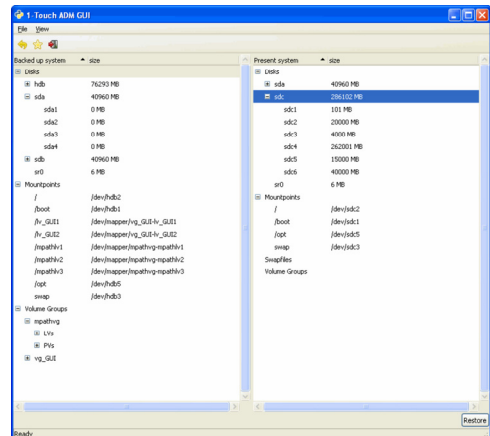 1-Touch ADM GUI
File View
Backed up system size
Disks
hdb 76293 MB
sda 40960 MB
sda1 0 MB
sda2 0 MB
sda3 0 MB
sda4 0 MB
sdb 40960 MB
sr0 6 MB
Mountpoints
/ /dev/hdb2
/boot /dev/hdb1
/lv_GUI1 /dev/mapper/vg_GUI-lv_GUI1
/lv_GUI2 /dev/mapper/vg_GUI-lv_GUI2
/mpathlv1 /dev/mapper/mpathvg-mpathlv1
/mpathlv2 /dev/mapper/mpathvg-mpathlv2
/mpathlv3 /dev/mapper/mpathvg-mpathlv3
/opt /dev/hdb5
swap /dev/hdb3
Volume Groups
mpathvg
LVs
PVs
vg_GUI
Present system size
Disks
sda 40960 MB
sdc 286102 MB
sdc1 101 MB
sdc2 20000 MB
sdc3 4000 MB
sdc4 262001 MB
sdc5 15000 MB
sdc6 40000 MB
sr0 6 MB
Mountpoints
/ /dev/sdc2
/boot /dev/sdc1
/opt /dev/sdc5
swap /dev/sdc3
Swapfiles
Volume Groups
Restore
Ready